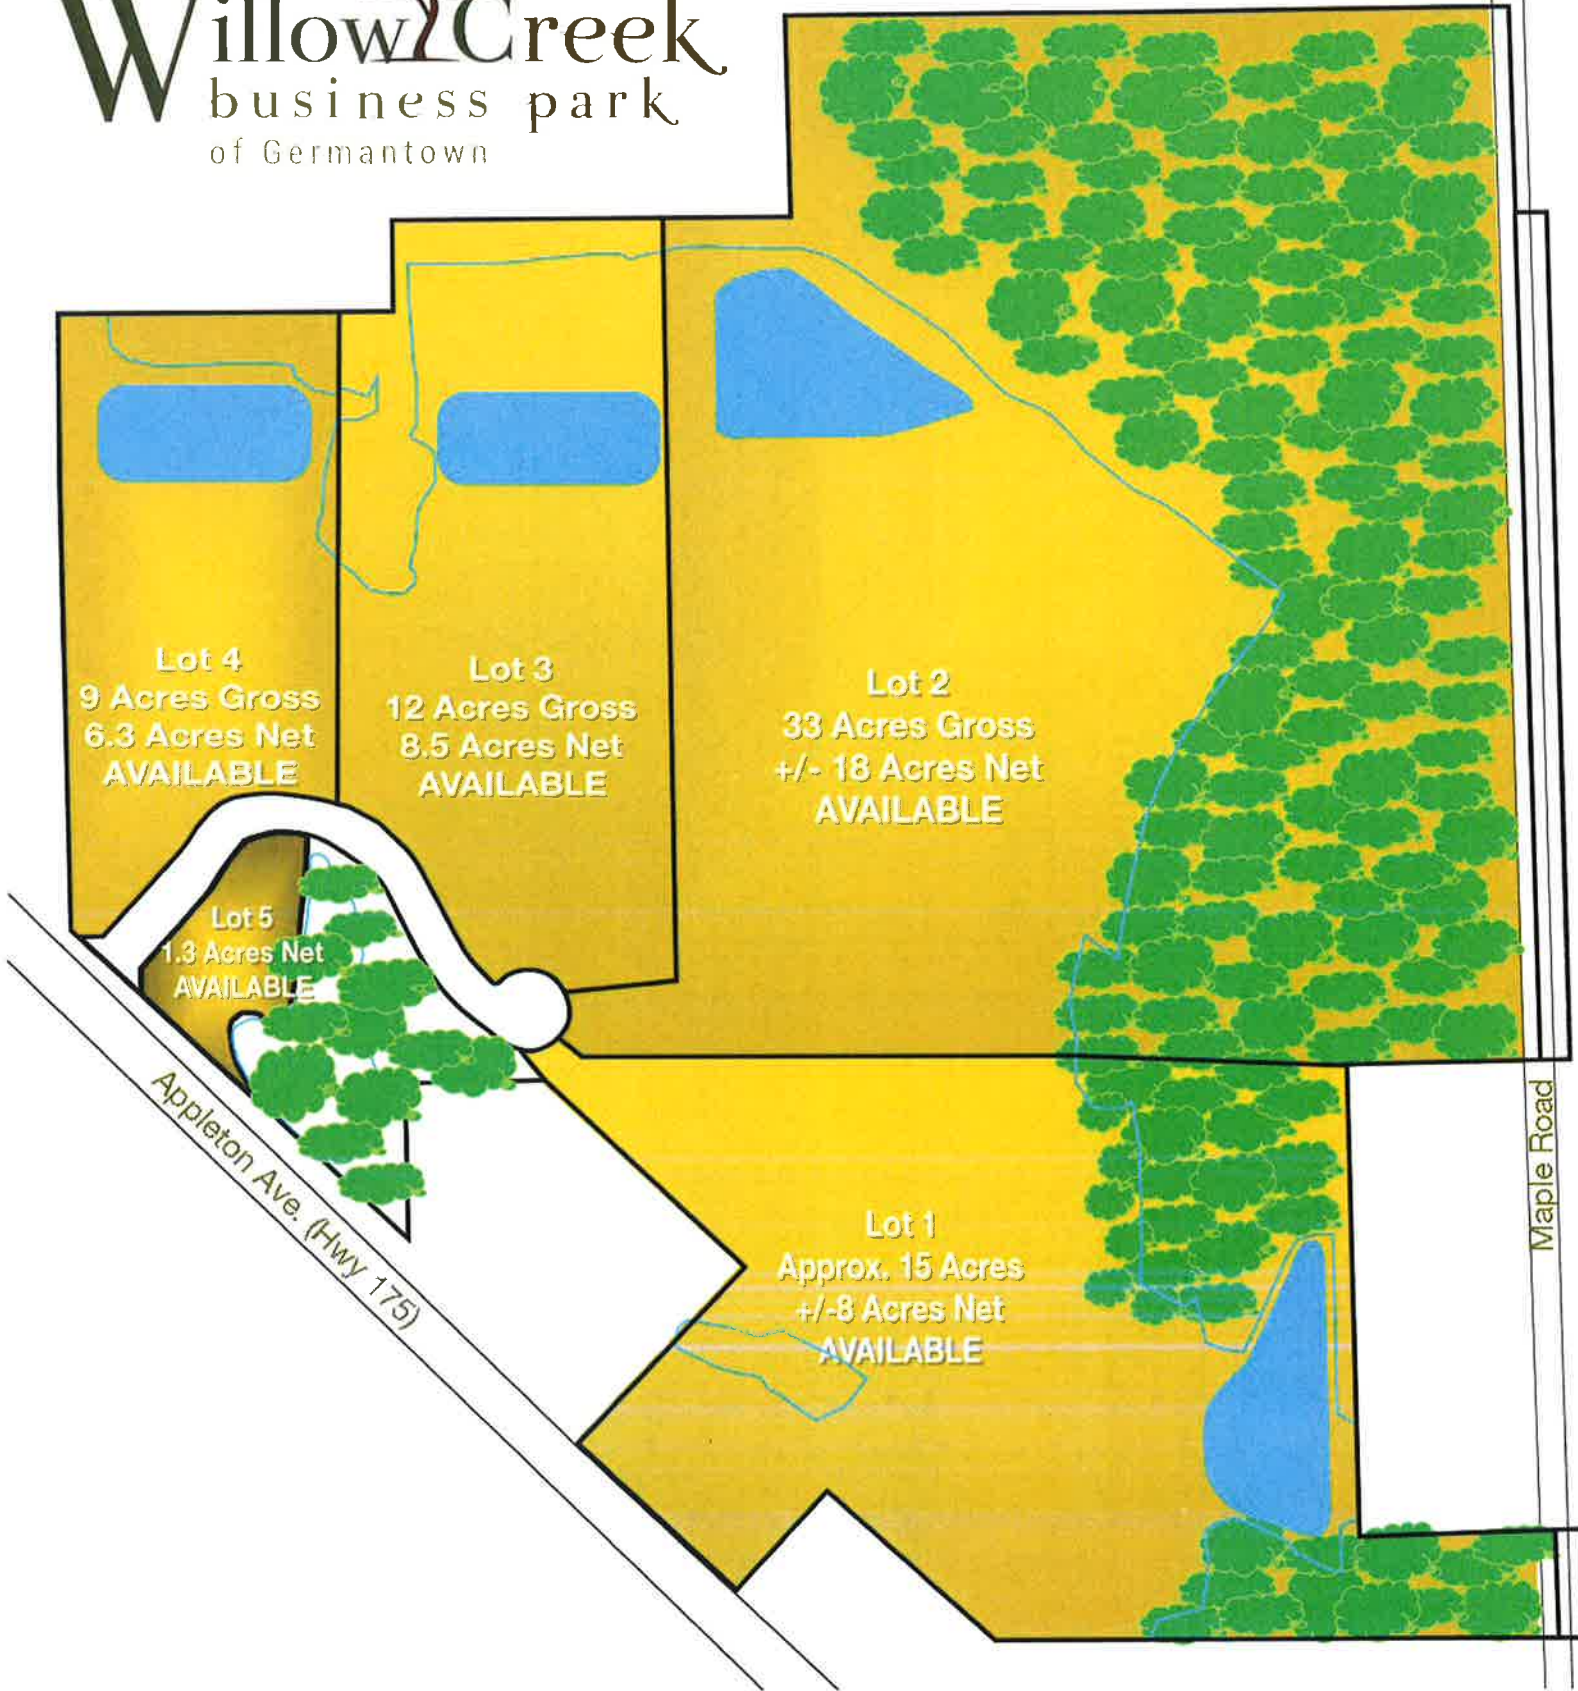 Willow Creek
business park
of Germantown
Lot 4
9 Acres Gross
6.3 Acres Net
AVAILABLE
Lot 3
12 Acres Gross
8.5 Acres Net
AVAILABLE
Lot 2
33 Acres Gross
+/- 18 Acres Net
AVAILABLE
Lot 5
1.3 Acres Net
AVAILABLE
Appleton Ave. (Hwy 175)
Lot 1
Approx. 15 Acres
+/-8 Acres Net
AVAILABLE
Maple Road